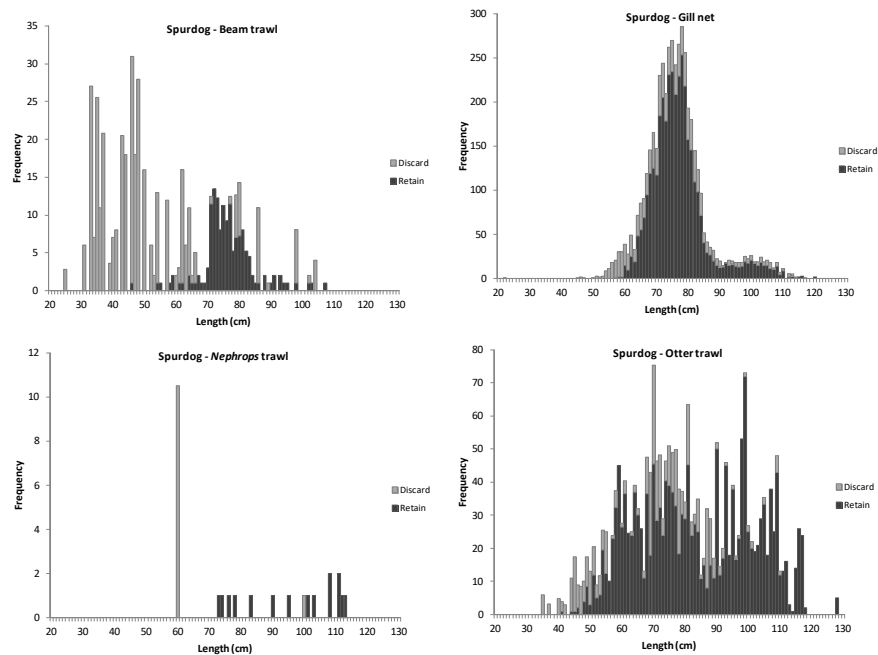 Spurdog - Beam trawl
35
30
25
20
15
10
5
0
Frequency
20 30 40 50 60 70 80 90 100 110 120 130
Length (cm)
Discard
Retain
Spurdog - Gill net
300
250
200
150
100
50
0
Frequency
20 30 40 50 60 70 80 90 100 110 120 130
Length (cm)
Discard
Retain
Spurdog - Nephrops trawl
12
10
8
6
4
2
0
Frequency
20 30 40 50 60 70 80 90 100 110 120 130
Length (cm)
Discard
Retain
Spurdog - Otter trawl
80
70
60
50
40
30
20
10
0
Frequency
20 30 40 50 60 70 80 90 100 110 120 130
Length (cm)
Discard
Retain